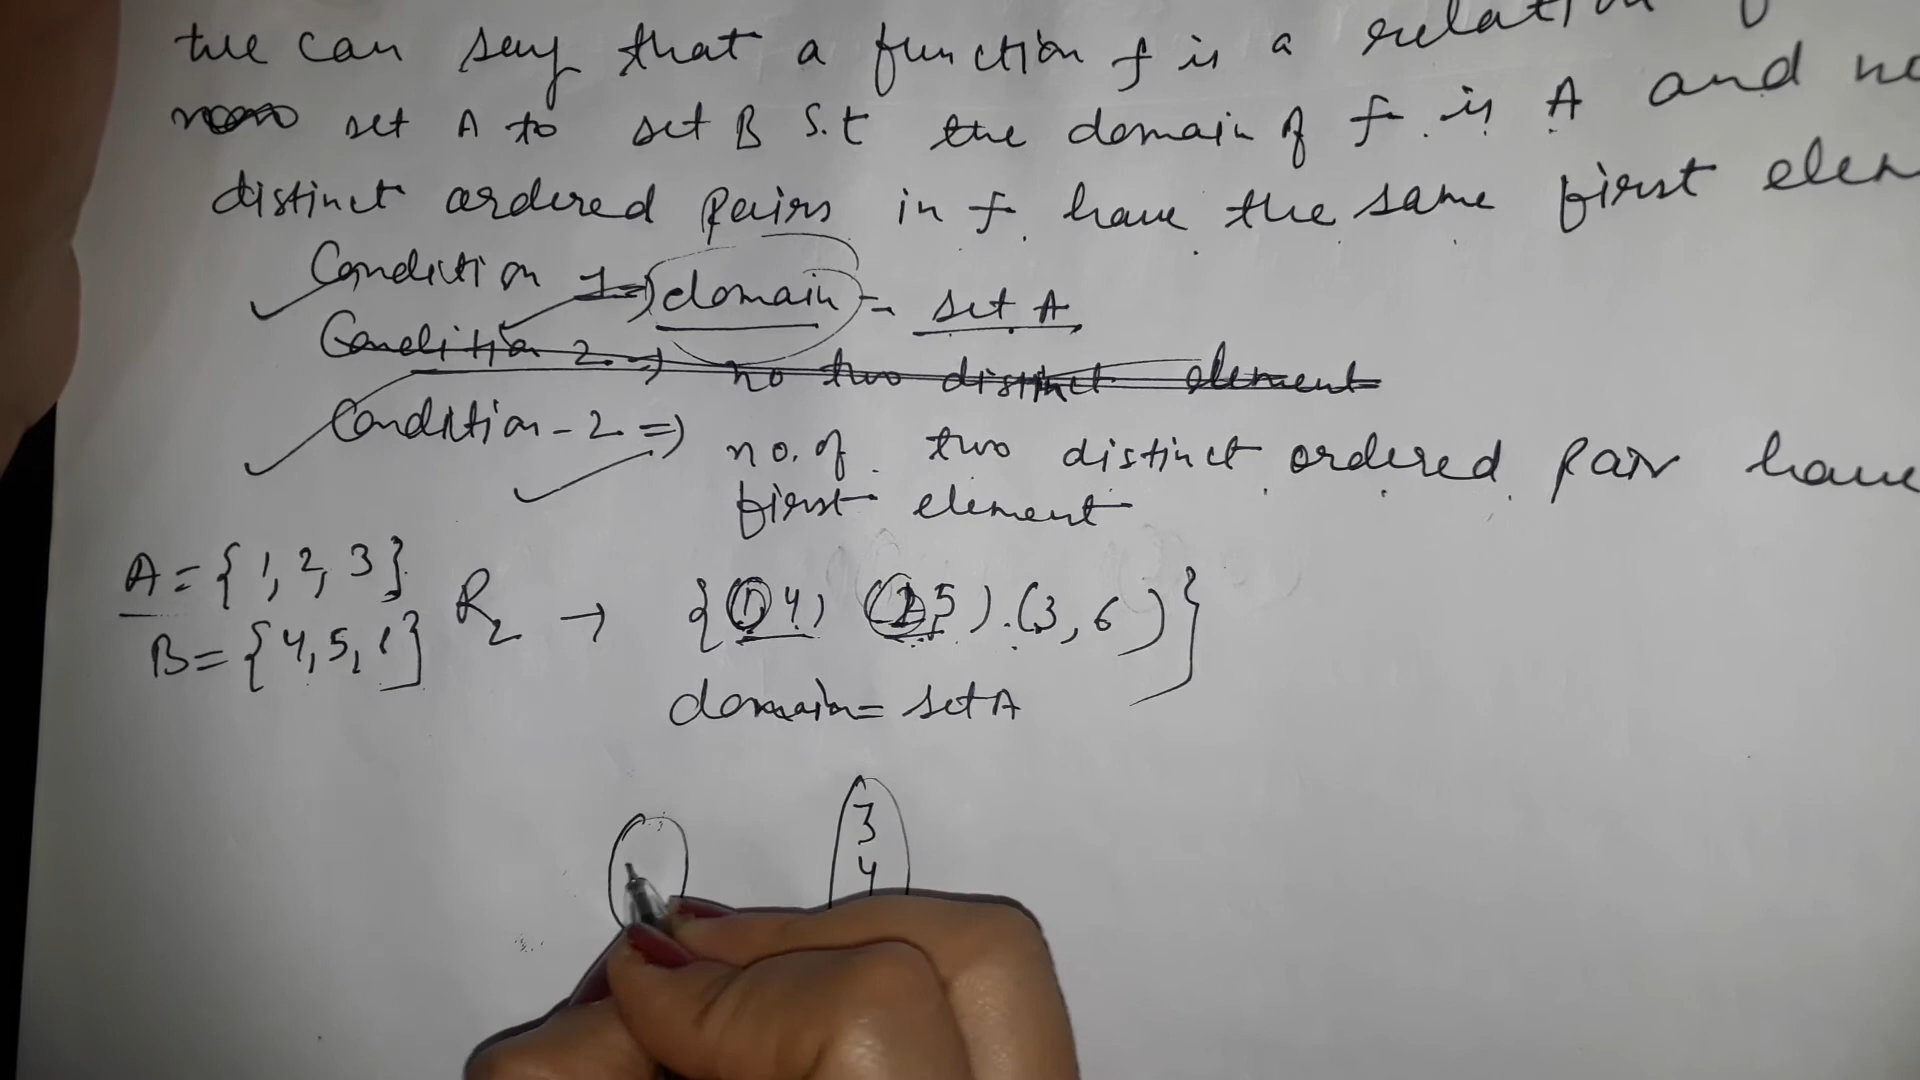 we can say that a function f is a relation
set A to set B s.t the domain of f is A and no
distinct ordered pairs in f have the same first elem
Condition 1 => domain = set A
Condition 2 => no two distinct element
Condition - 2 => no. of two distinct ordered pair have
first element
A = {1, 2, 3}
B = {4, 5, 1}
R2 → {(1, 4) (2, 5).(3, 6)}
domain = set A
3
4